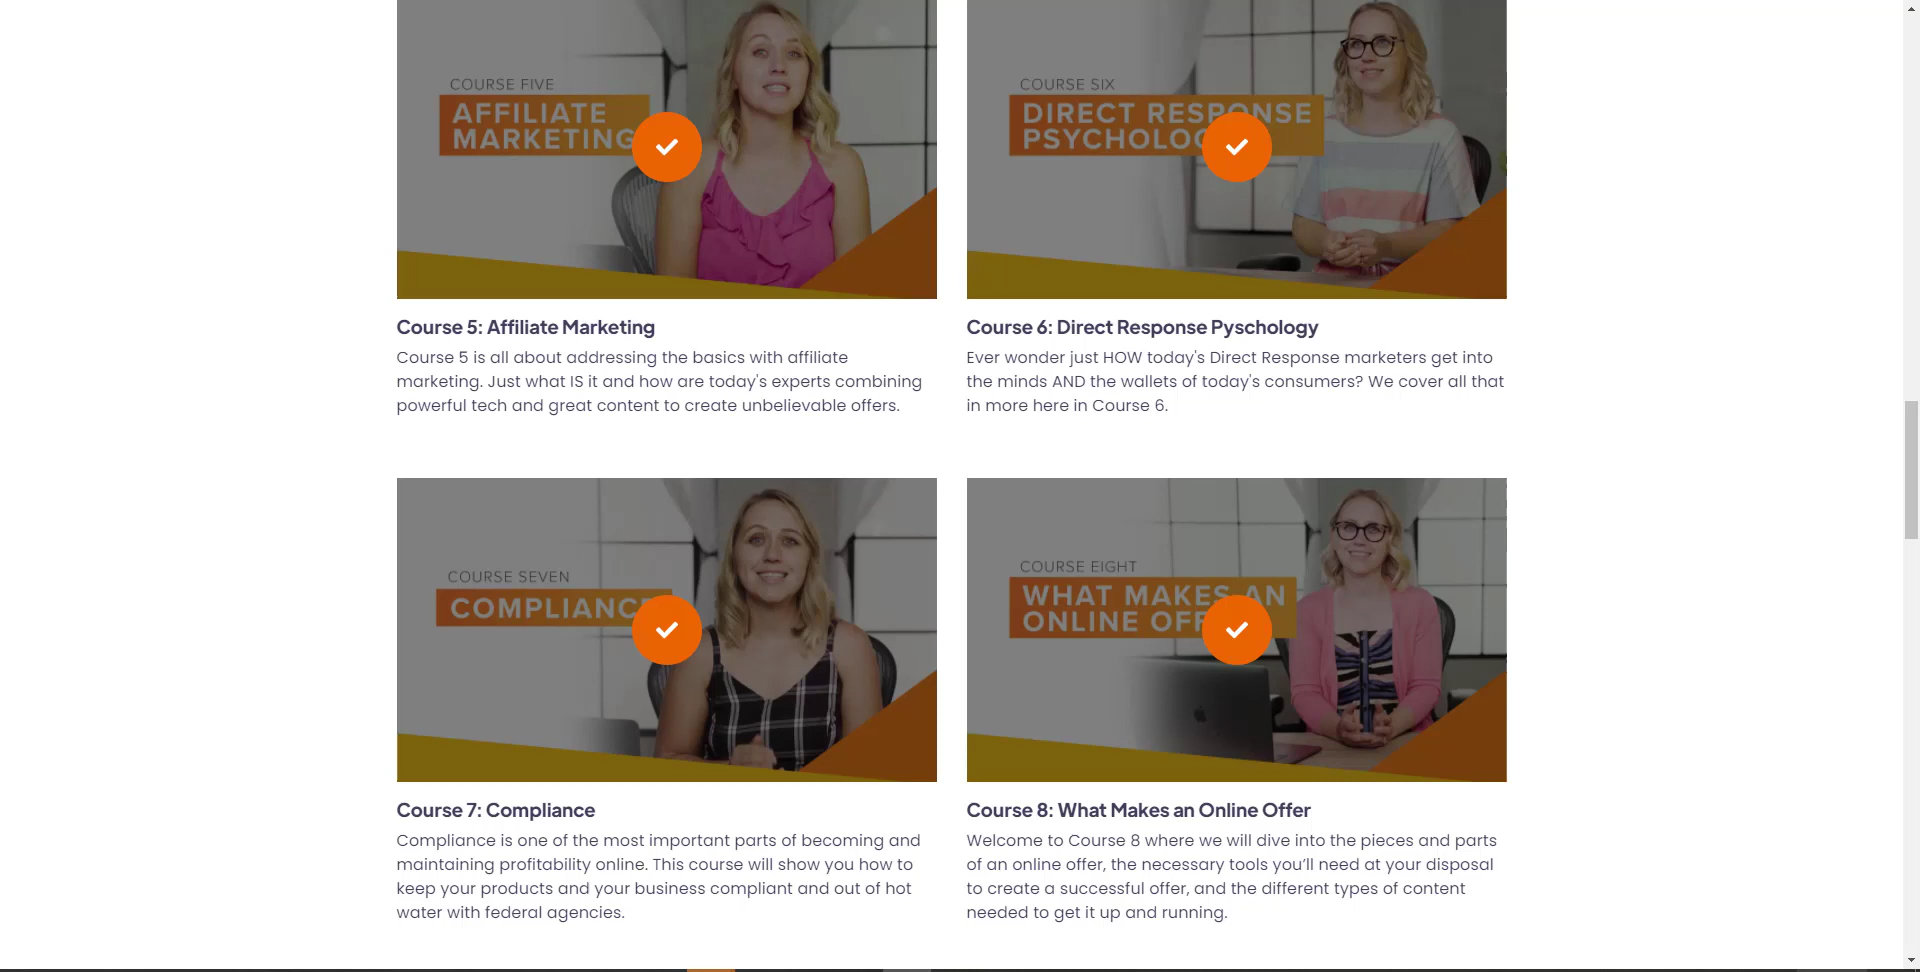 COURSE FIVE
AFFILIATE
MARKETING
COURSE SIX
DIRECT RESPONSE
PSYCHOLOG
Course 5: Affiliate Marketing
Course 5 is all about addressing the basics with affiliate
marketing. Just what IS it and how are today's experts combining
powerful tech and great content to create unbelievable offers.
Course 6: Direct Response Pyschology
Ever wonder just HOW today's Direct Response marketers get into
the minds AND the wallets of today's consumers? We cover all that
in more here in Course 6.
COURSE SEVEN
COMPLIANCE
COURSE EIGHT
WHAT MAKES AN
ONLINE OFF
Course 7: Compliance
Compliance is one of the most important parts of becoming and
maintaining profitability online. This course will show you how to
keep your products and your business compliant and out of hot
water with federal agencies.
Course 8: What Makes an Online Offer
Welcome to Course 8 where we will dive into the pieces and parts
of an online offer, the necessary tools you’ll need at your disposal
to create a successful offer, and the different types of content
needed to get it up and running.